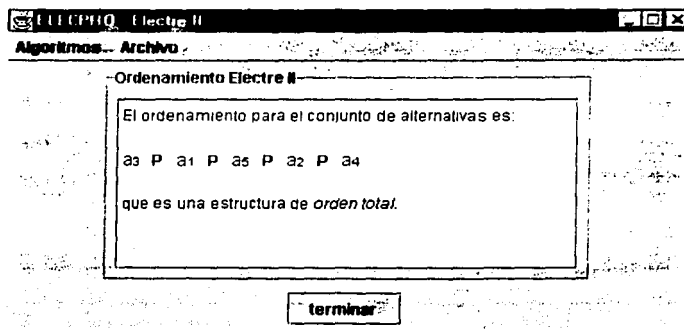 ELECPRO Electre II
Algoritmos Archivo
Ordenamiento Electre II
El ordenamiento para el conjunto de alternativas es:
a3 P a1 P a5 P a2 P a4
que es una estructura de orden total.
terminar